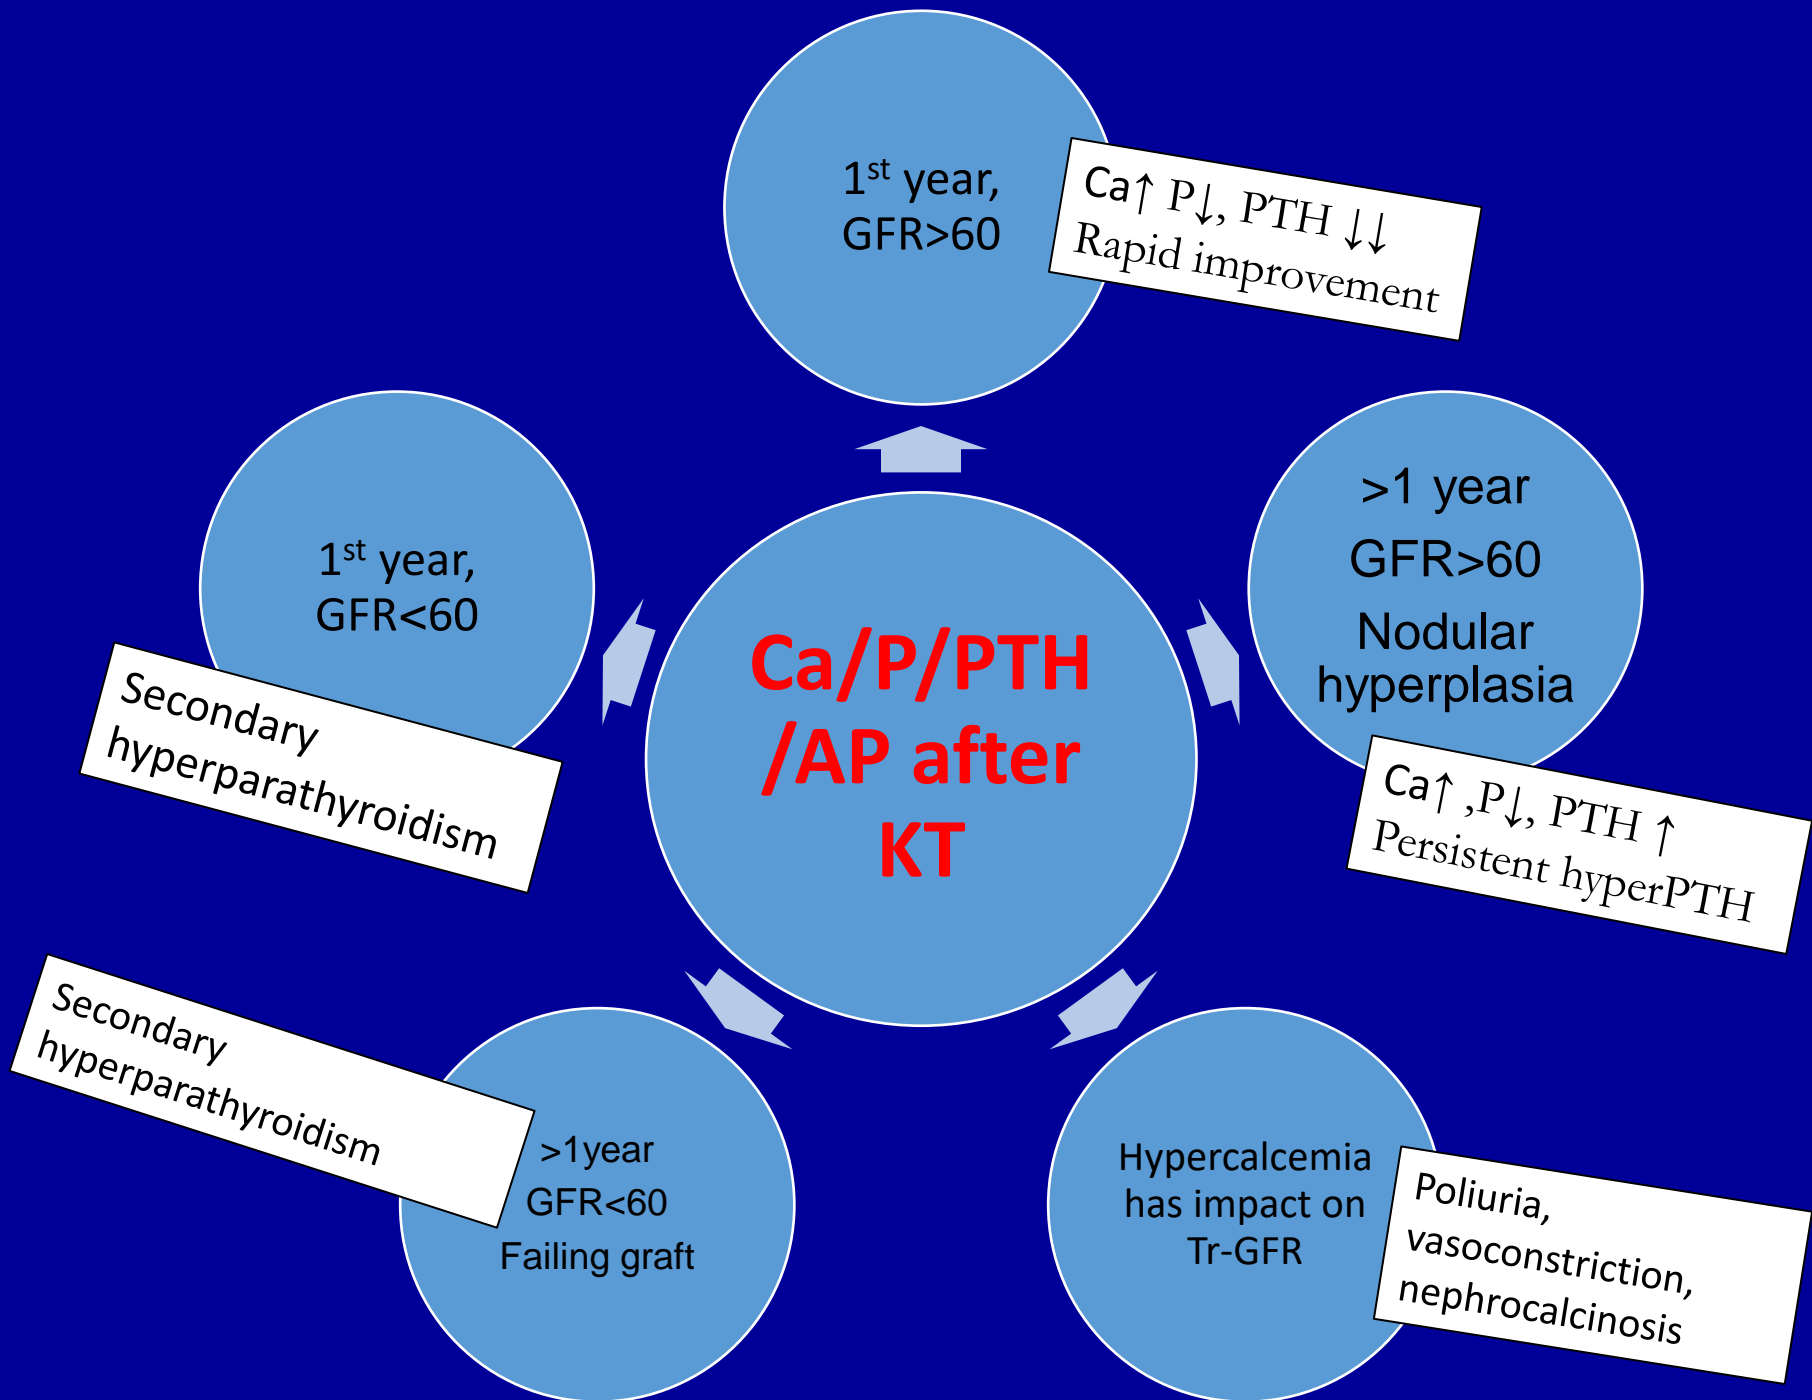 1st year,
GFR>60
Ca↑ P↓, PTH ↓↓
Rapid improvement
1st year,
GFR<60
Secondary
hyperparathyroidism
Ca/P/PTH
/AP after
KT
>1 year
GFR>60
Nodular
hyperplasia
Ca↑ ,P↓, PTH ↑
Persistent hyperPTH
Secondary
hyperparathyroidism
>1year
GFR<60
Failing graft
Hypercalcemia
has impact on
Tr-GFR
Poliuria,
vasoconstriction,
nephrocalcinosis